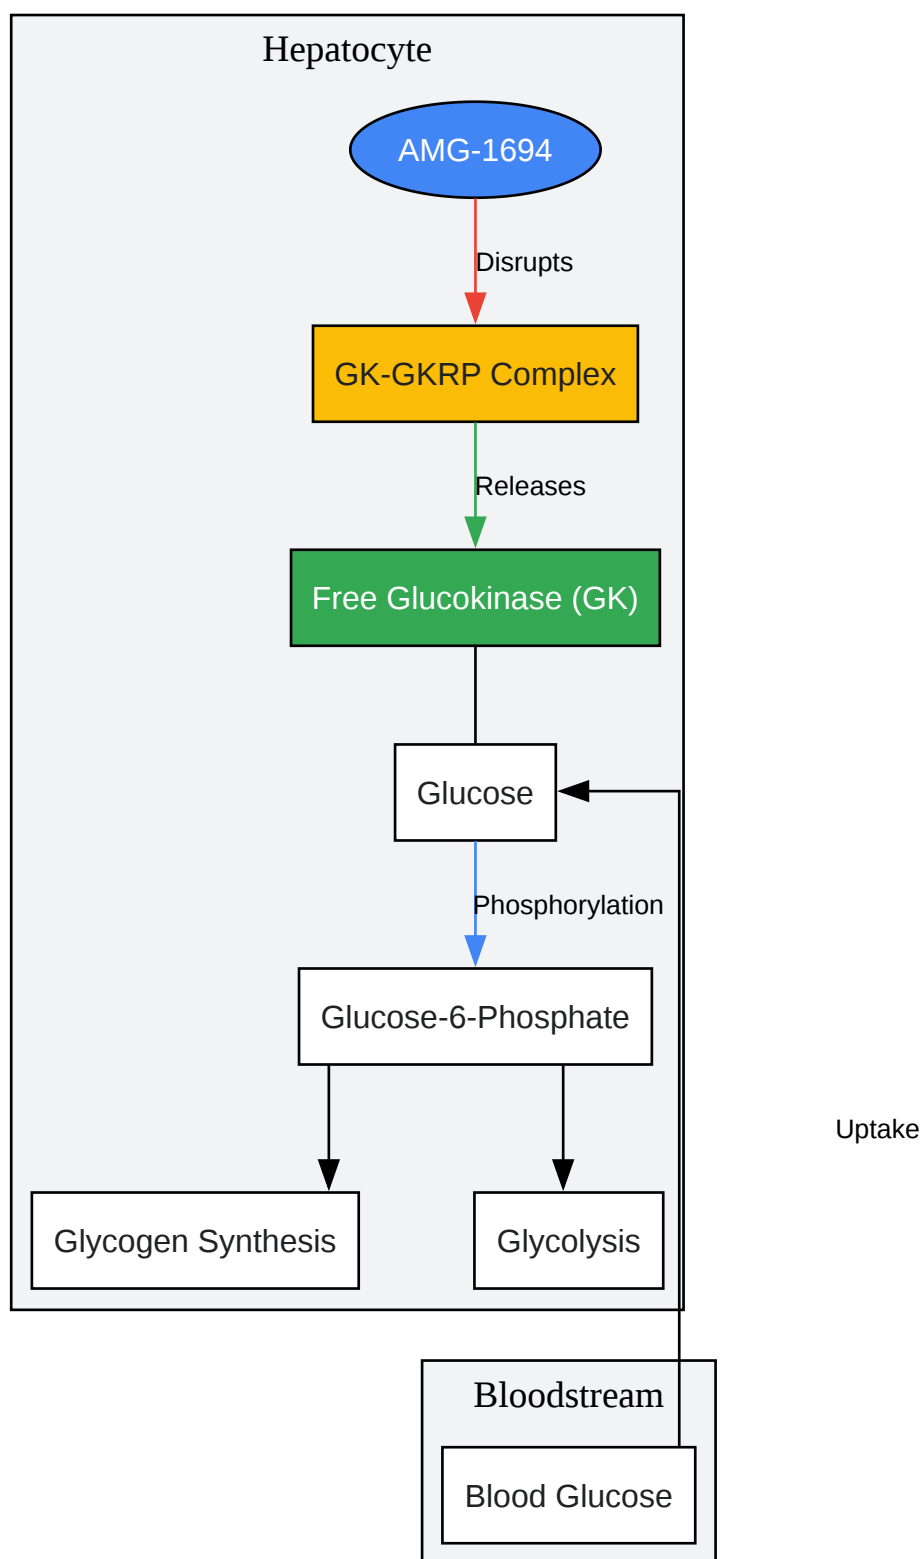 Hepatocyte
AMG-1694
Disrupts
GK-GKRP Complex
Releases
Free Glucokinase (GK)
Glucose
Phosphorylation
Glucose-6-Phosphate
Uptake
Glycogen Synthesis
Glycolysis
Bloodstream
Blood Glucose